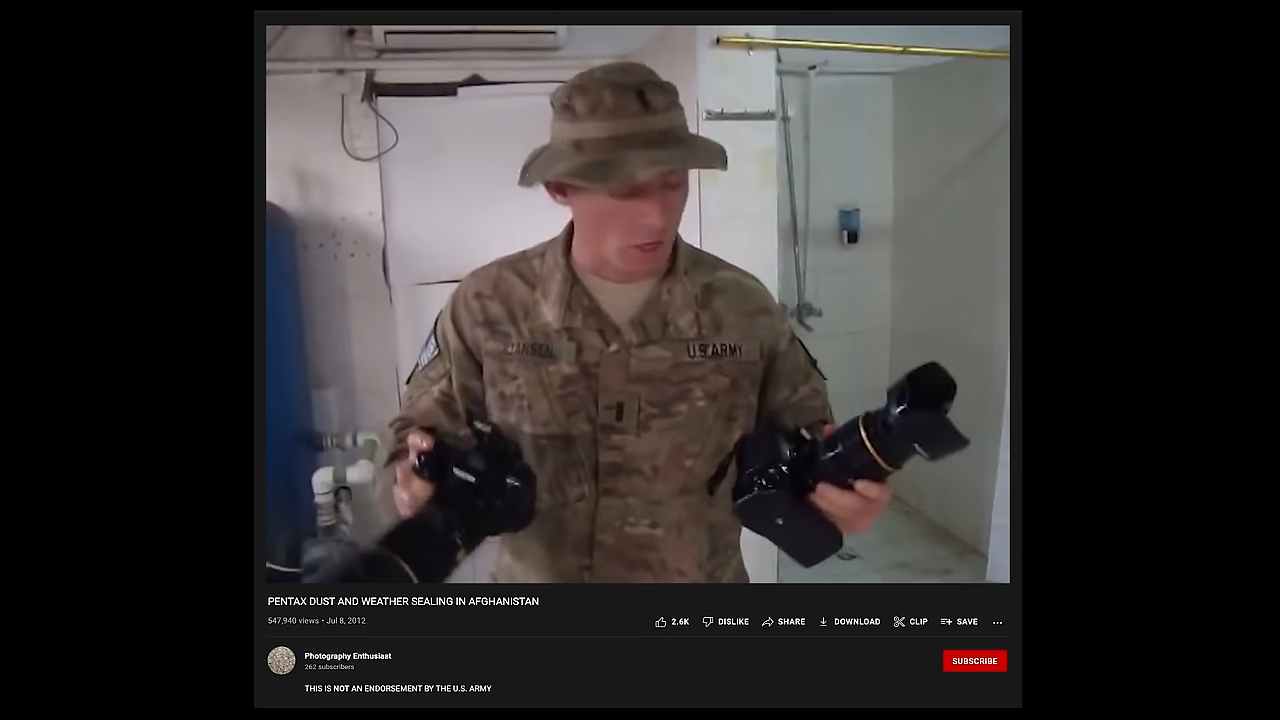 JANSEN
U.S. ARMY
PENTAX DUST AND WEATHER SEALING IN AFGHANISTAN
547,940 views • Jul 8, 2012
2.6K DISLIKE SHARE DOWNLOAD CLIP SAVE ...
Photography Enthusiast
262 subscribers
SUBSCRIBE
THIS IS NOT AN ENDORSEMENT BY THE U.S. ARMY